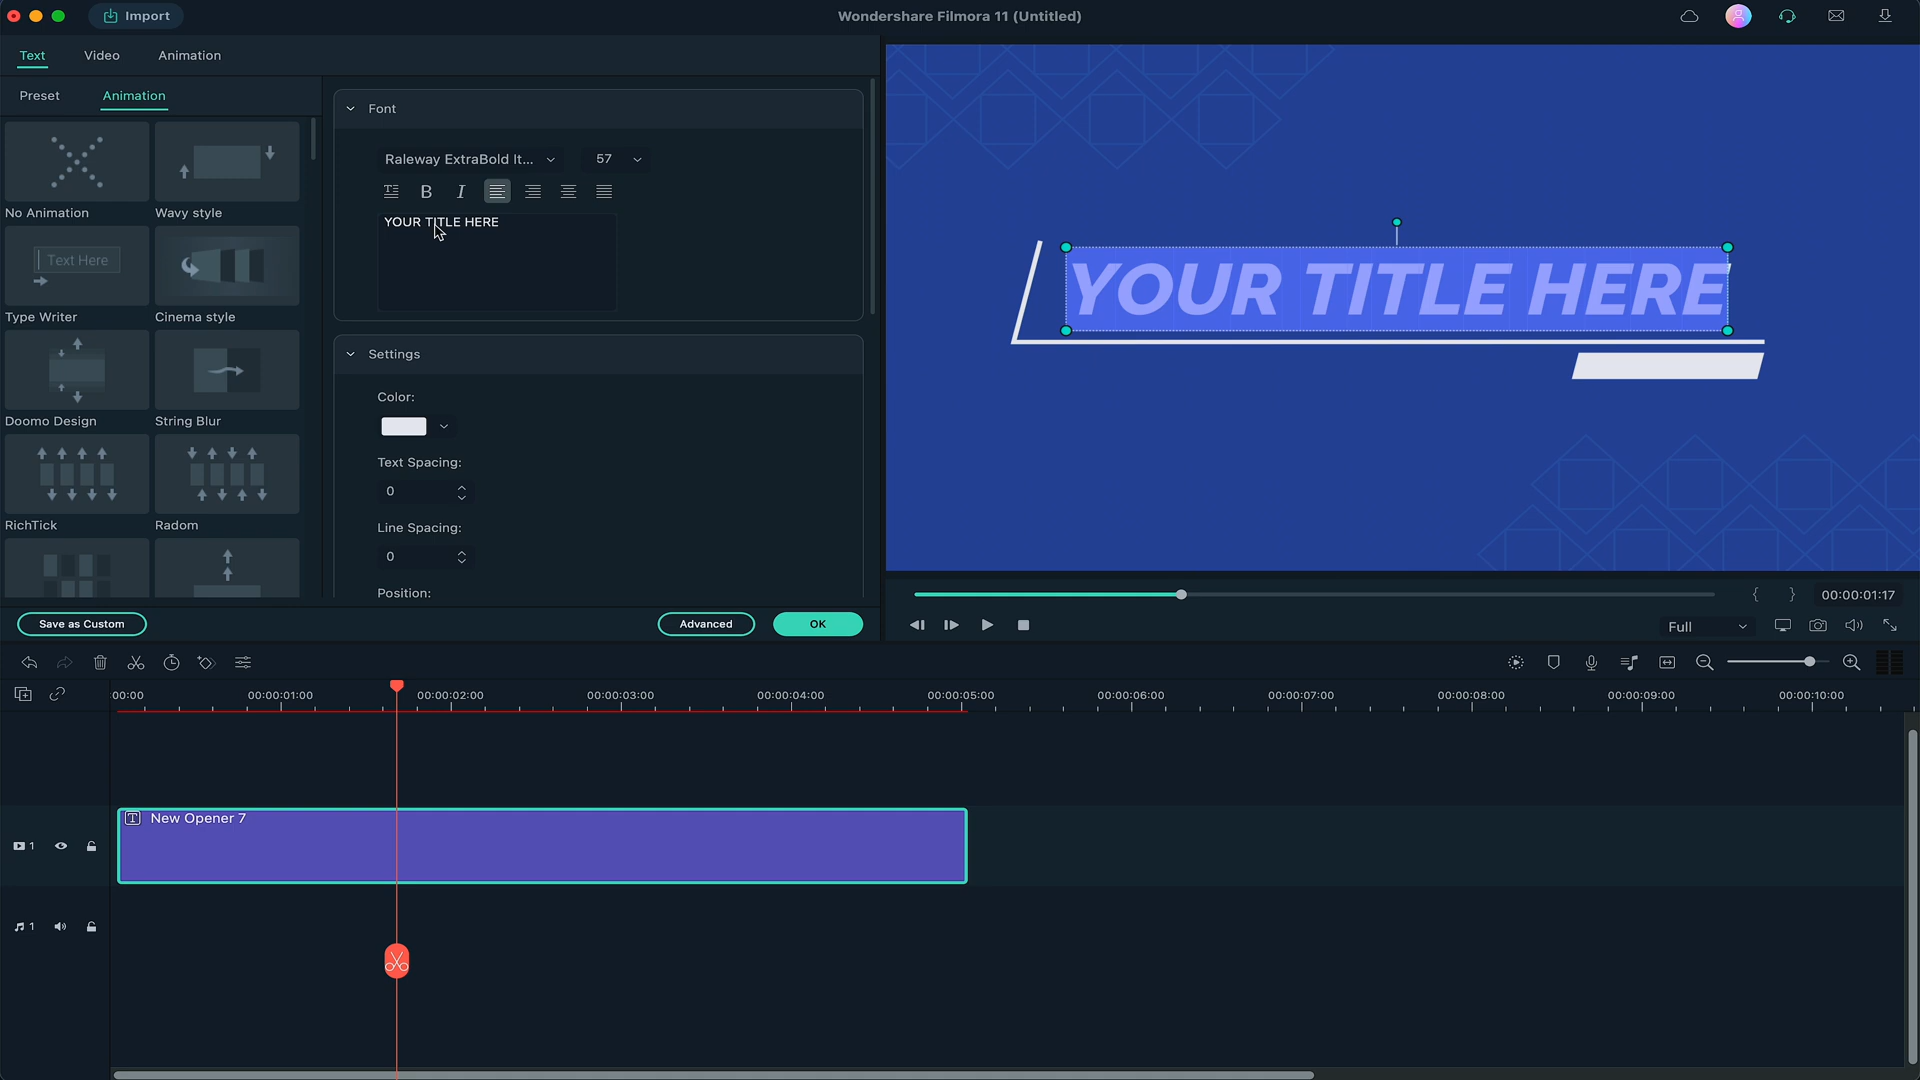 Import
Wondershare Filmora 11 (Untitled)
Text Video Animation
Preset Animation
No Animation
Wavy style
Text Here
Type Writer
Cinema style
Doomo Design
String Blur
RichTick
Radom
Font
Raleway ExtraBold It... 57
B I
YOUR TITLE HERE
Settings
Color:
Text Spacing:
0
Line Spacing:
0
Position:
Save as Custom
Advanced
OK
YOUR TITLE HERE
{ } 00:00:01:17
Full
:00:00 00:00:01:00 00:00:02:00 00:00:03:00 00:00:04:00 00:00:05:00 00:00:06:00 00:00:07:00 00:00:08:00 00:00:09:00 00:00:10:00
T New Opener 7
1
1